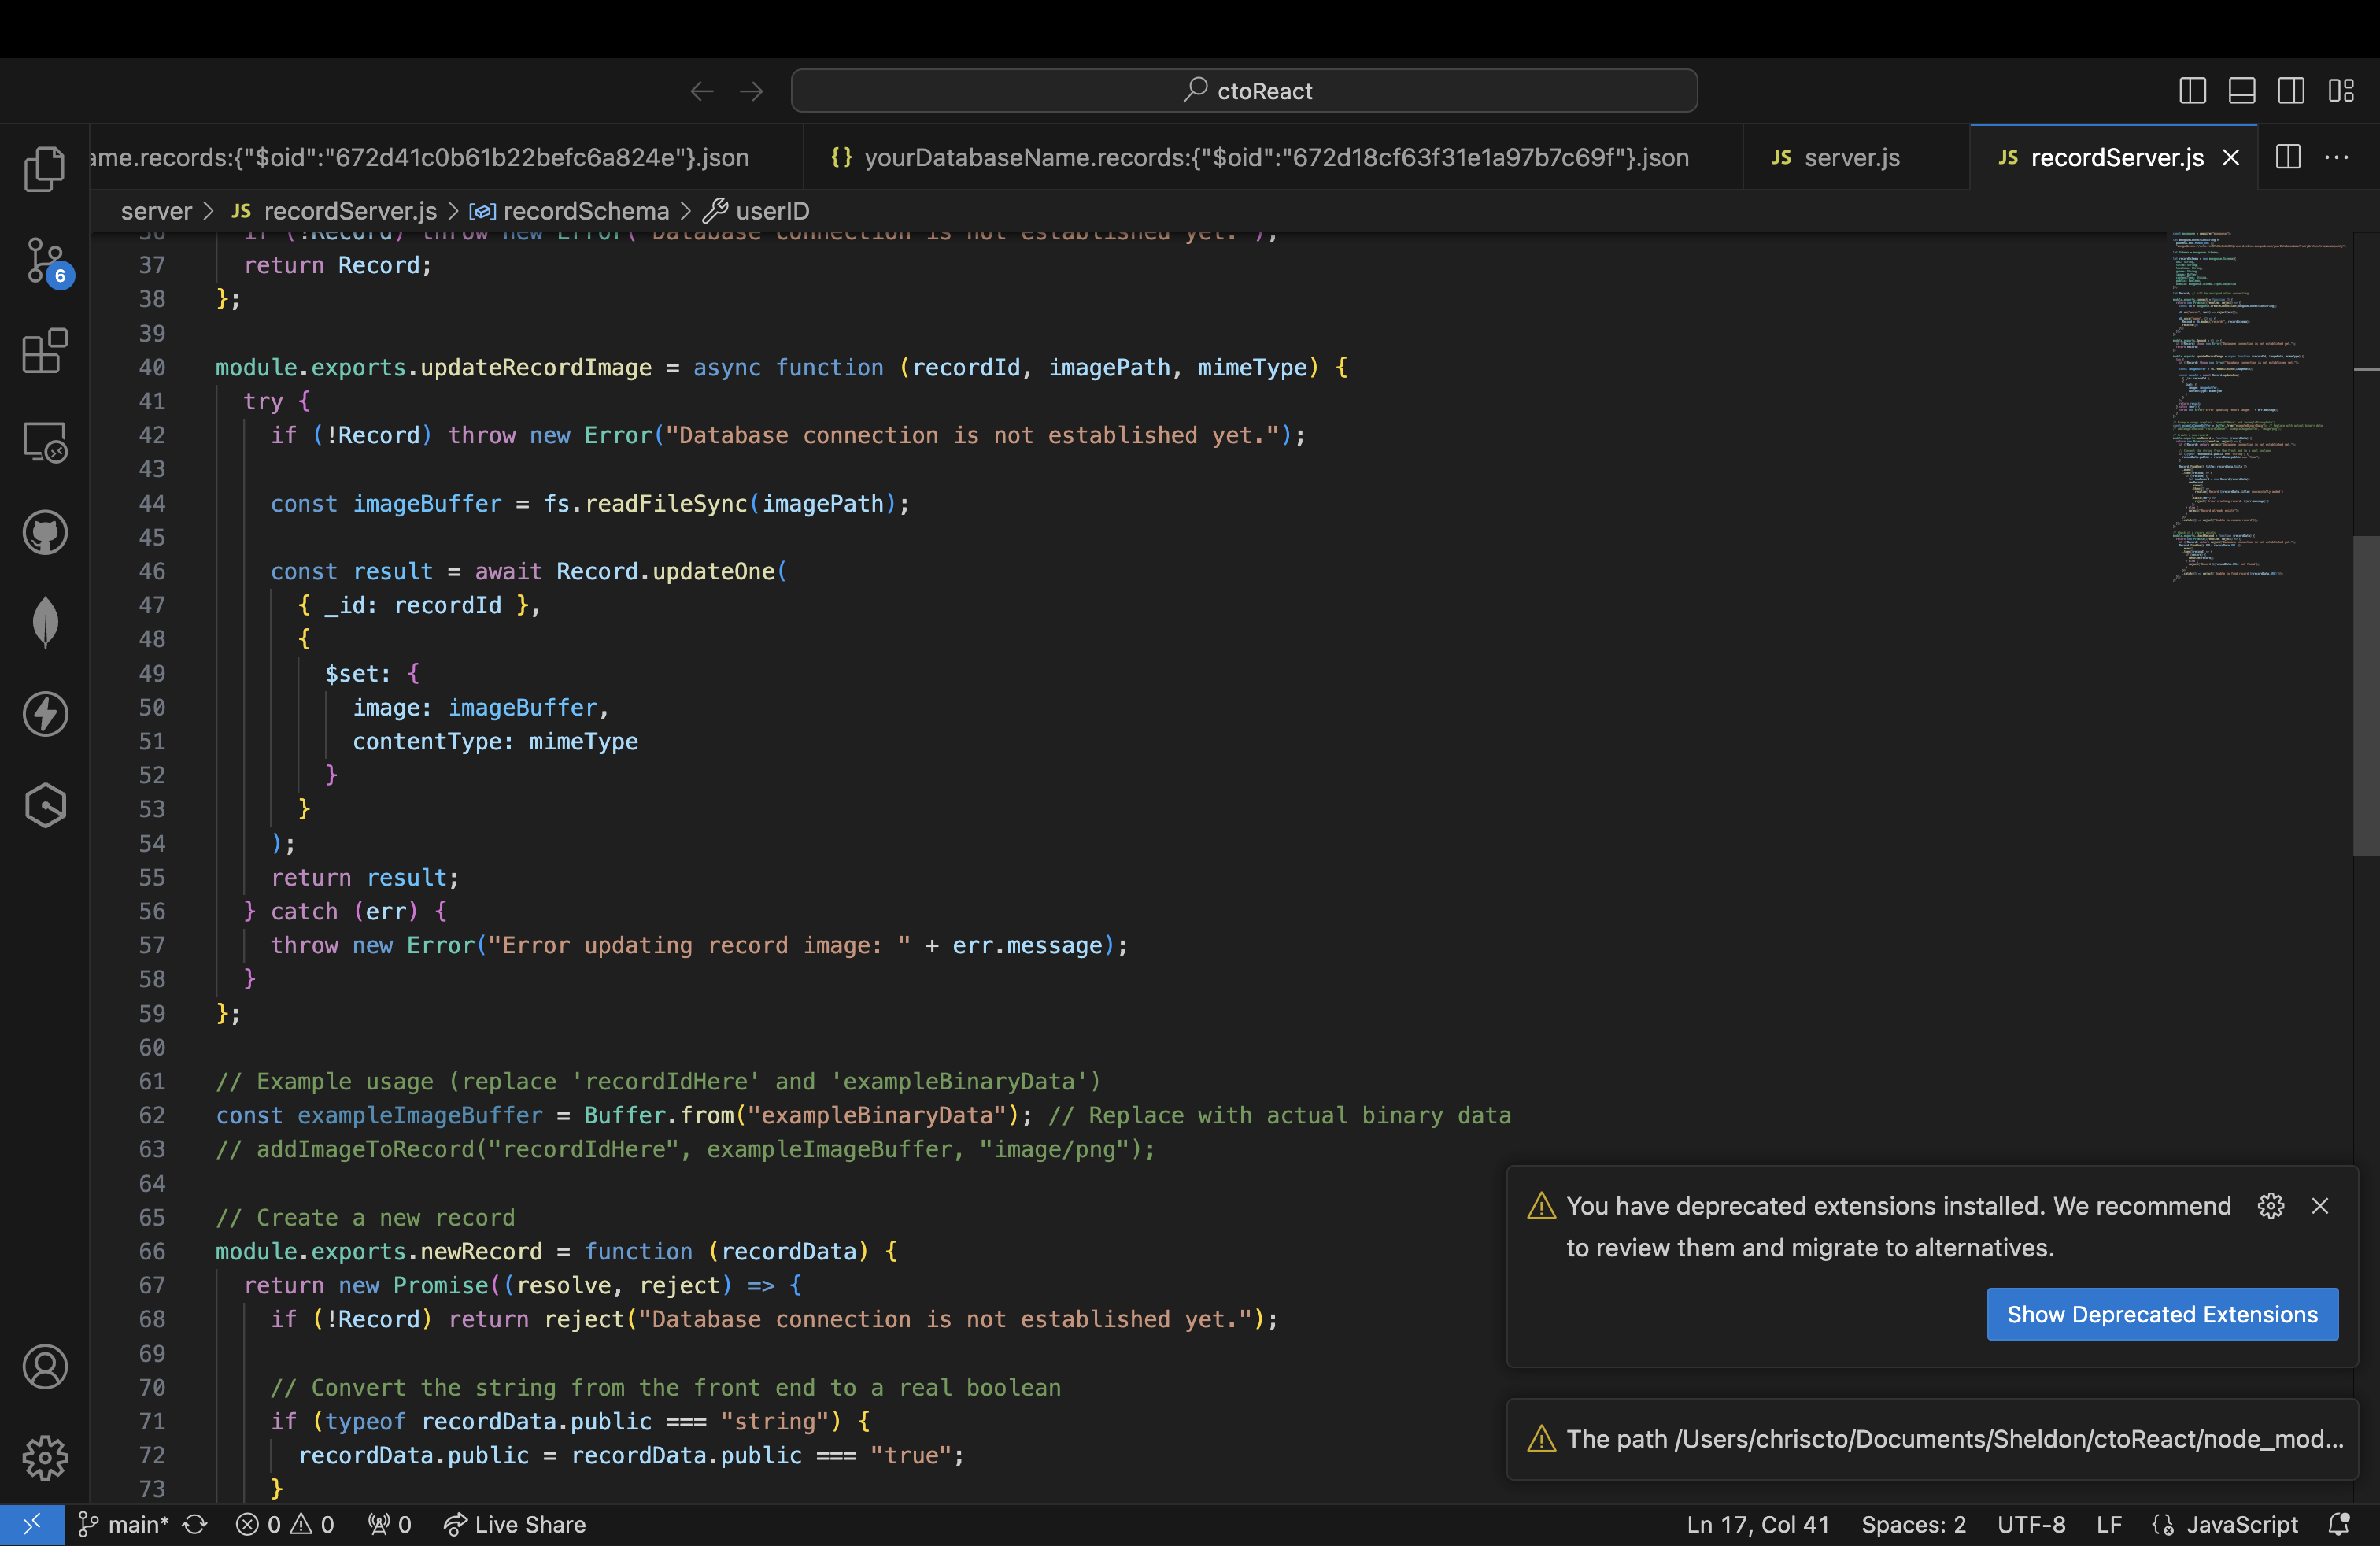 ctoReact
ame.records:{"$oid":"672d41c0b61b22befc6a824e"}.json
{} yourDatabaseName.records:{"$oid":"672d18cf63f31e1a97b7c69f"}.json
JS server.js
JS recordServer.js
server > JS recordServer.js > recordSchema > userID
36 if (!Record) throw new Error("Database connection is not established yet.");
37 return Record;
38 };
39
40 module.exports.updateRecordImage = async function (recordId, imagePath, mimeType) {
41 try {
42 if (!Record) throw new Error("Database connection is not established yet.");
43
44 const imageBuffer = fs.readFileSync(imagePath);
45
46 const result = await Record.updateOne(
47 { _id: recordId },
48 {
49 $set: {
50 image: imageBuffer,
51 contentType: mimeType
52 }
53 }
54 );
55 return result;
56 } catch (err) {
57 throw new Error("Error updating record image: " + err.message);
58 }
59 };
60
61 // Example usage (replace 'recordIdHere' and 'exampleBinaryData')
62 const exampleImageBuffer = Buffer.from("exampleBinaryData"); // Replace with actual binary data
63 // addImageToRecord("recordIdHere", exampleImageBuffer, "image/png");
64
65 // Create a new record
66 module.exports.newRecord = function (recordData) {
67 return new Promise((resolve, reject) => {
68 if (!Record) return reject("Database connection is not established yet.");
69
70 // Convert the string from the front end to a real boolean
71 if (typeof recordData.public === "string") {
72 recordData.public = recordData.public === "true";
73 }
6
You have deprecated extensions installed. We recommend
to review them and migrate to alternatives.
Show Deprecated Extensions
The path /Users/chriscto/Documents/Sheldon/ctoReact/node_mod...
main* 0 0 0 Live Share
Ln 17, Col 41 Spaces: 2 UTF-8 LF JavaScript